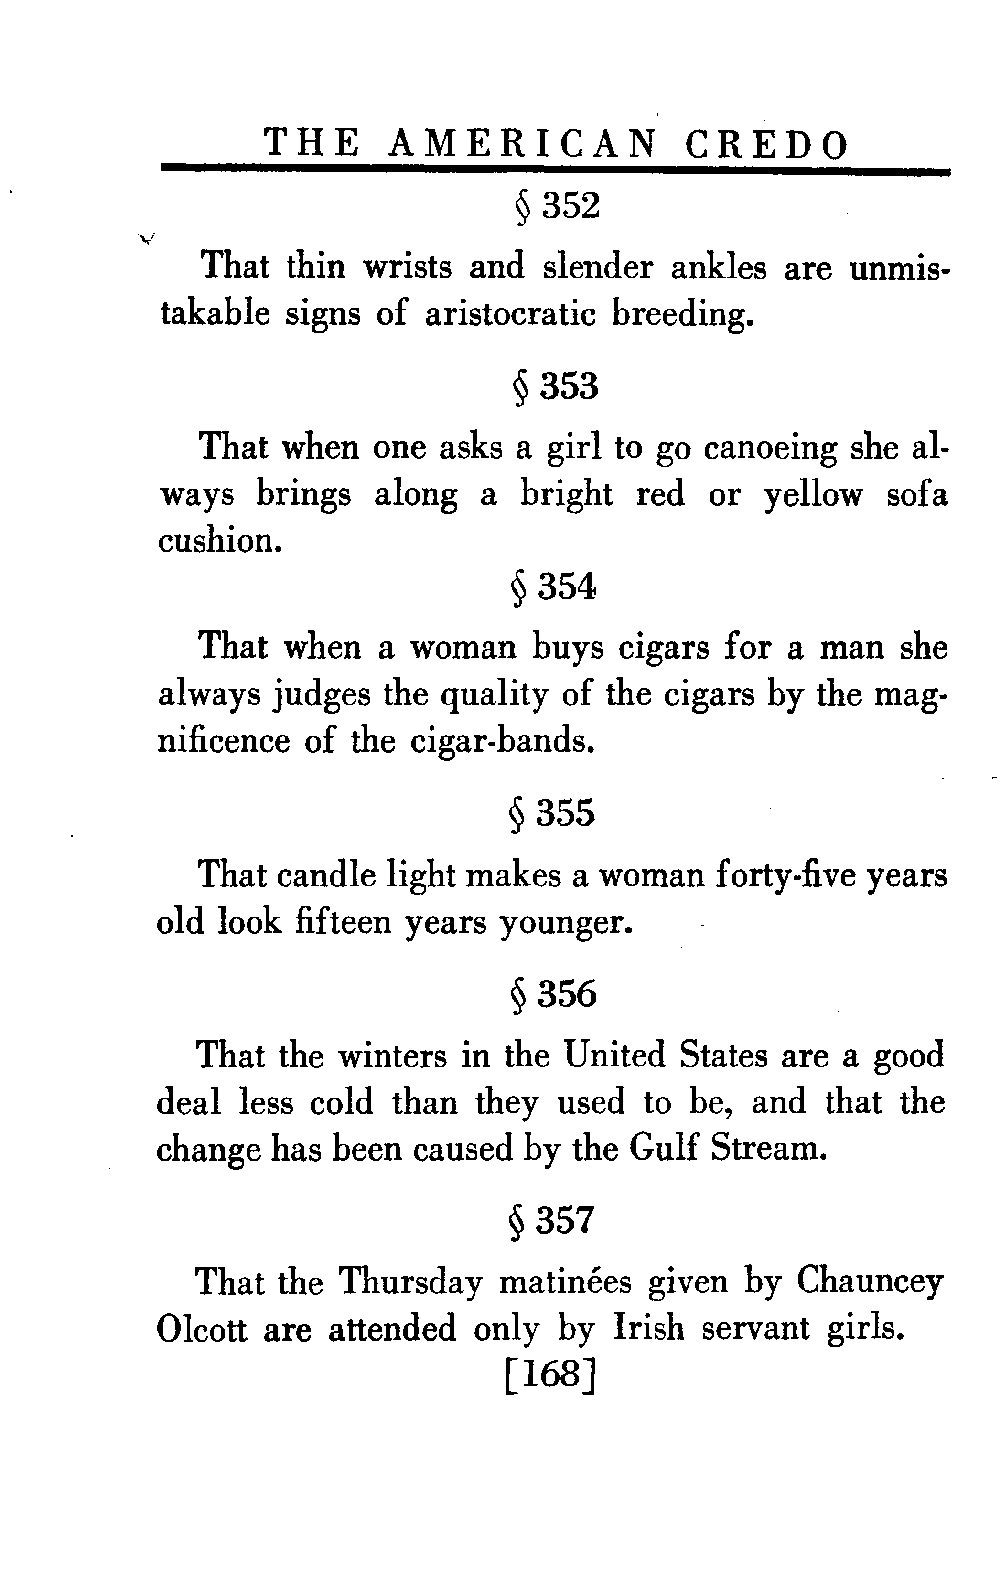 THE AMERICAN CREDO
§ 352
That thin wrists and slender ankles are unmis-
takable signs of aristocratic breeding.
§ 353
That when one asks a girl to go canoeing she al-
ways brings along a bright red or yellow sofa
cushion.
§ 354
That when a woman buys cigars for a man she
always judges the quality of the cigars by the mag-
nificence of the cigar-bands.
§ 355
That candle light makes a woman forty-five years
old look fifteen years younger.
§ 356
That the winters in the United States are a good
deal less cold than they used to be, and that the
change has been caused by the Gulf Stream.
§ 357
That the Thursday matinées given by Chauncey
Olcott are attended only by Irish servant girls.
[168]